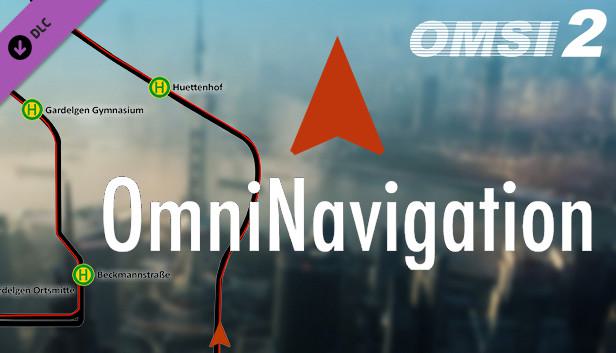 DLC
OMSI 2
H Huettenhof
H Gardelgen Gymnasium
OmniNavigation
H Beckmannstraße
rdelgen Ortsmitte